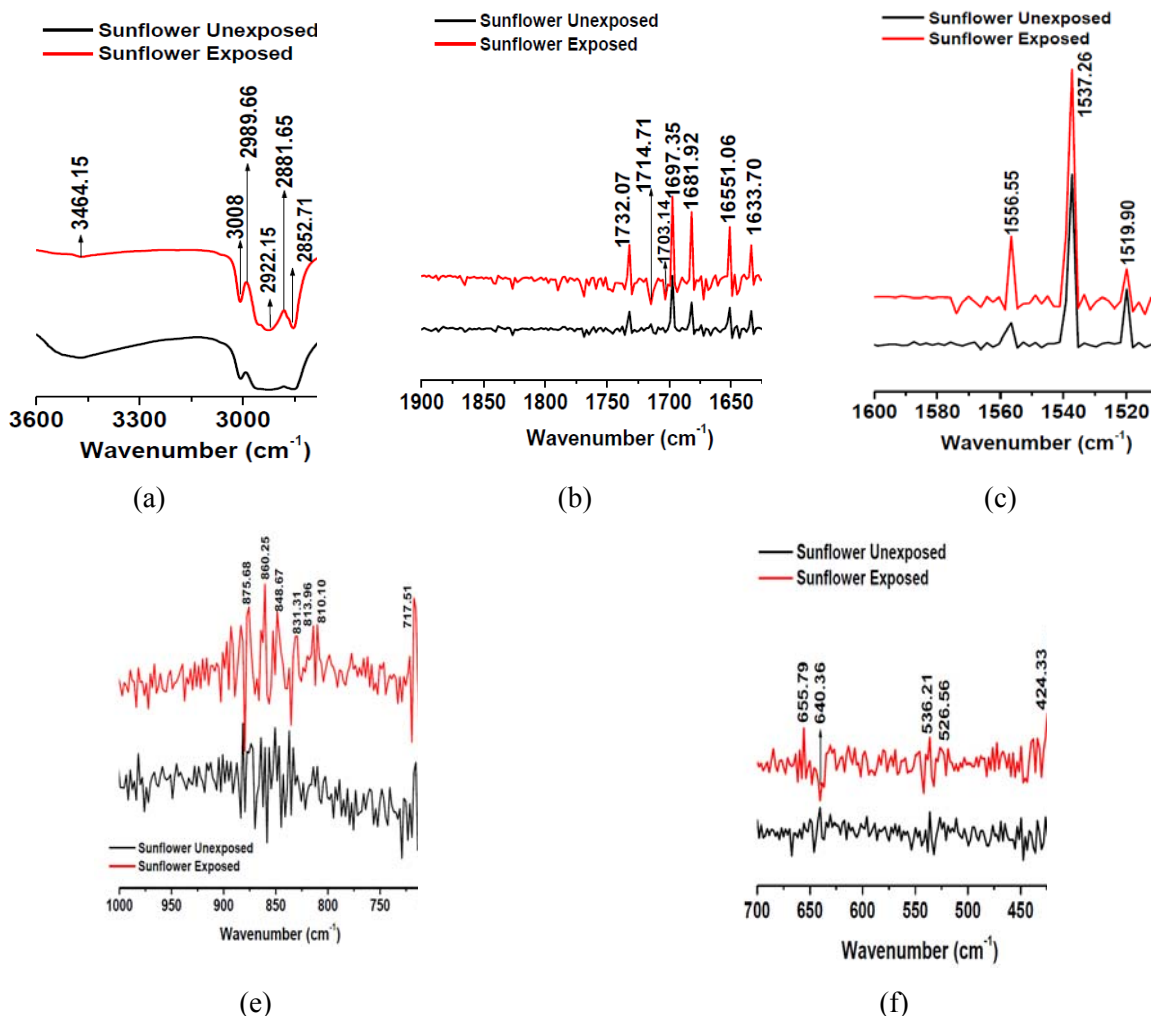 Sunflower Unexposed
Sunflower Exposed
3464.15
3008
2989.66
2922.15
2881.65
2852.71
3600 3300 3000
Wavenumber (cm-1)
(a)
Sunflower Unexposed
Sunflower Exposed
1732.07
1714.71
1703.14
1697.35
1681.92
16551.06
1633.70
1900 1850 1800 1750 1700 1650
Wavenumber (cm-1)
(b)
Sunflower Unexposed
Sunflower Exposed
1556.55
1537.26
1519.90
1600 1580 1560 1540 1520
Wavenumber (cm-1)
(c)
875.68
860.25
848.67
831.31
813.96
810.10
717.51
Sunflower Unexposed
Sunflower Exposed
1000 950 900 850 800 750
Wavenumber (cm-1)
(e)
Sunflower Unexposed
Sunflower Exposed
655.79
640.36
536.21
526.56
424.33
700 650 600 550 500 450
Wavenumber (cm-1)
(f)